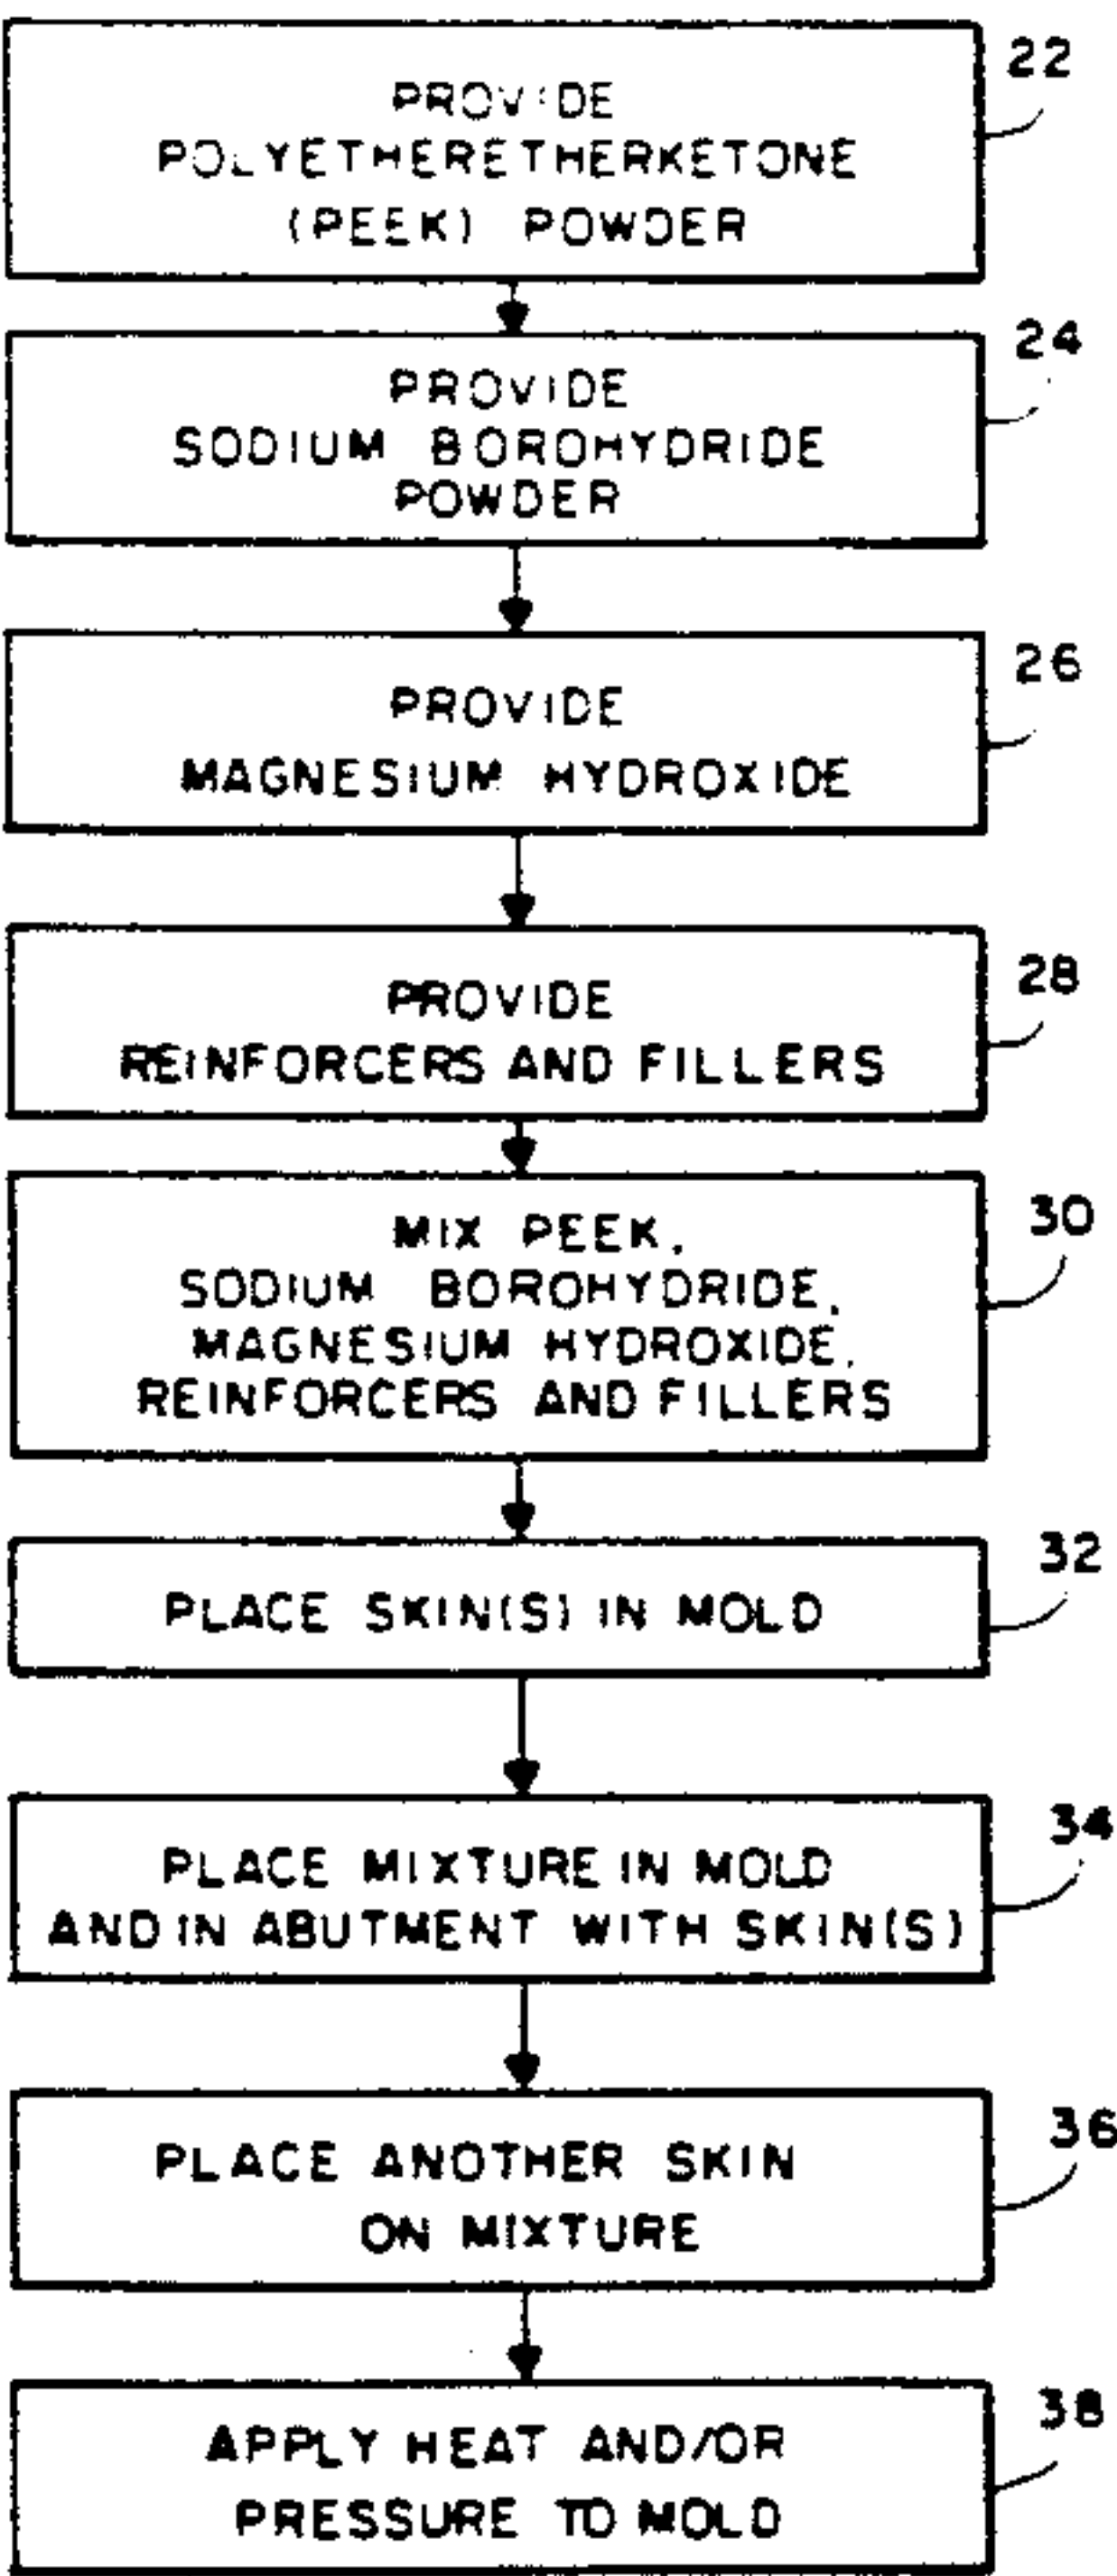 22
PROVIDE
POLYETHERETHERKETONE
(PEEK) POWDER
24
PROVIDE
SODIUM BOROHYDRIDE
POWDER
26
PROVIDE
MAGNESIUM HYDROXIDE
28
PROVIDE
REINFORCERS AND FILLERS
30
MIX PEEK,
SODIUM BOROHYDRIDE,
MAGNESIUM HYDROXIDE,
REINFORCERS AND FILLERS
32
PLACE SKIN(S) IN MOLD
34
PLACE MIXTURE IN MOLD
AND IN ABUTMENT WITH SKIN(S)
36
PLACE ANOTHER SKIN
ON MIXTURE
38
APPLY HEAT AND/OR
PRESSURE TO MOLD